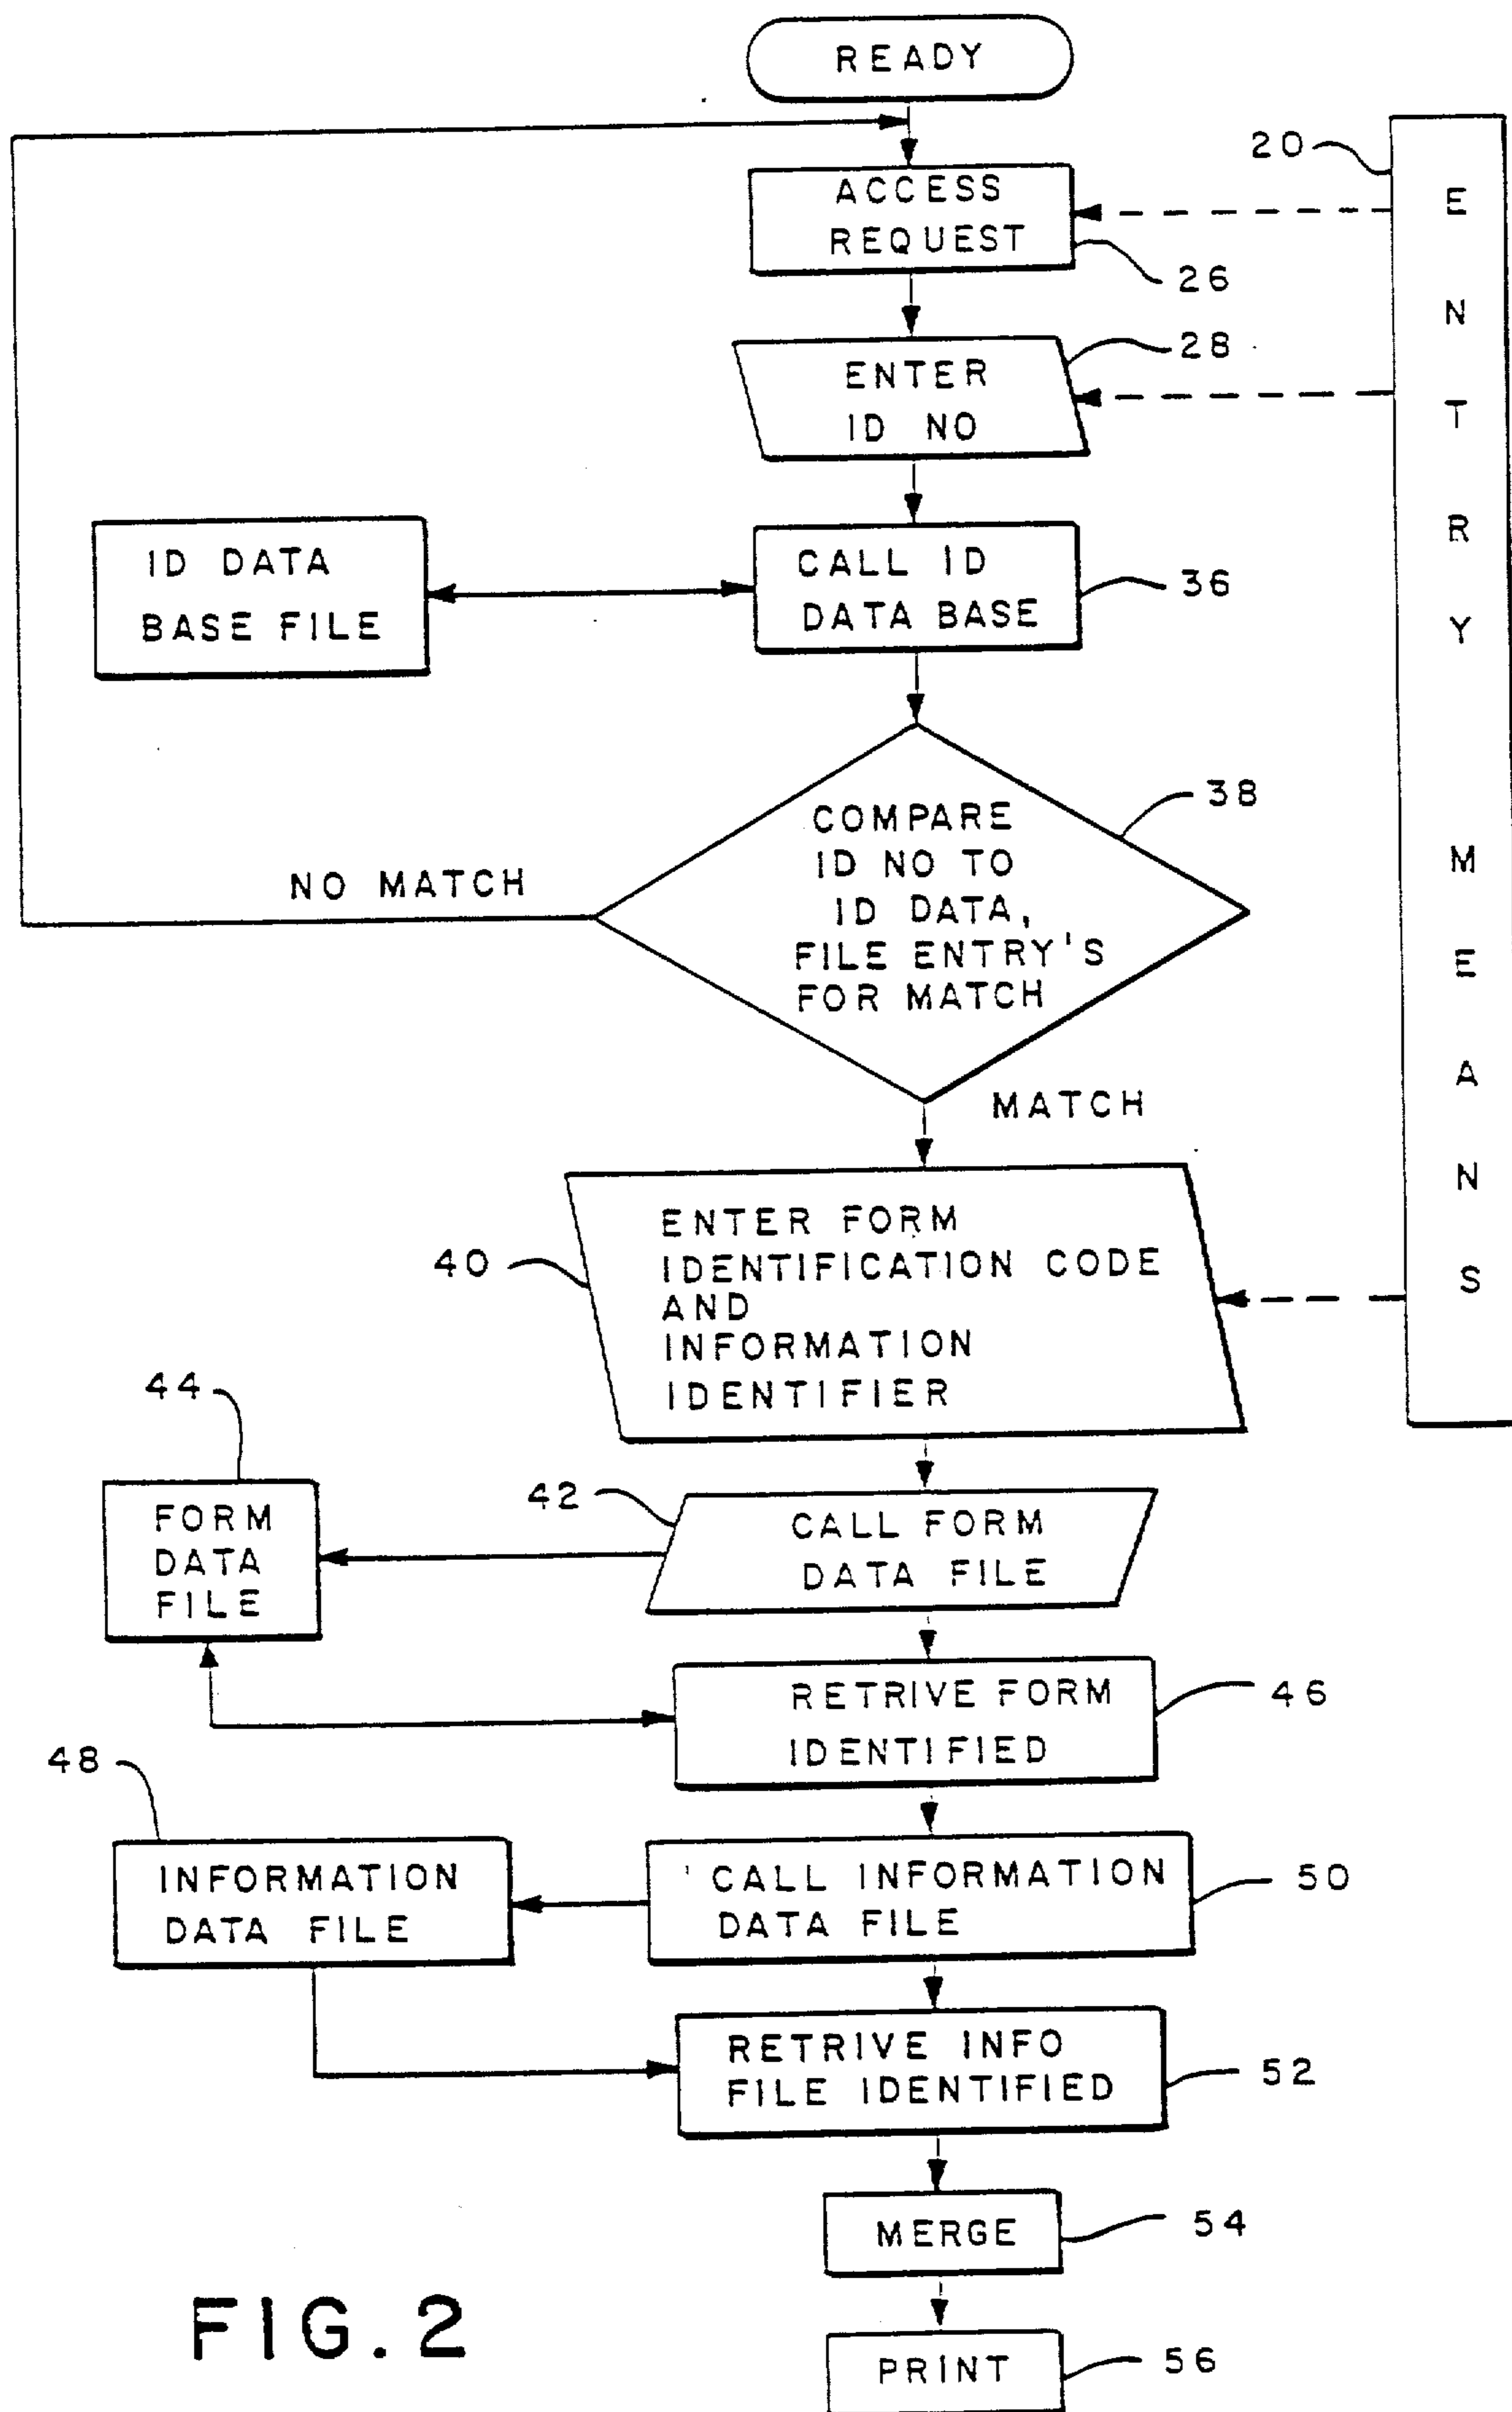 READY
20
ACCESS
REQUEST
26
28
ENTER
ID NO
ID DATA
BASE FILE
CALL ID
DATA BASE
36
38
COMPARE
ID NO TO
ID DATA,
FILE ENTRY'S
FOR MATCH
NO MATCH
MATCH
ENTRY MEANS
40
ENTER FORM
IDENTIFICATION CODE
AND
INFORMATION
IDENTIFIER
44
FORM
DATA
FILE
42
CALL FORM
DATA FILE
RETRIVE FORM
IDENTIFIED
46
48
INFORMATION
DATA FILE
CALL INFORMATION
DATA FILE
50
RETRIVE INFO
FILE IDENTIFIED
52
MERGE
54
PRINT
56
FIG. 2